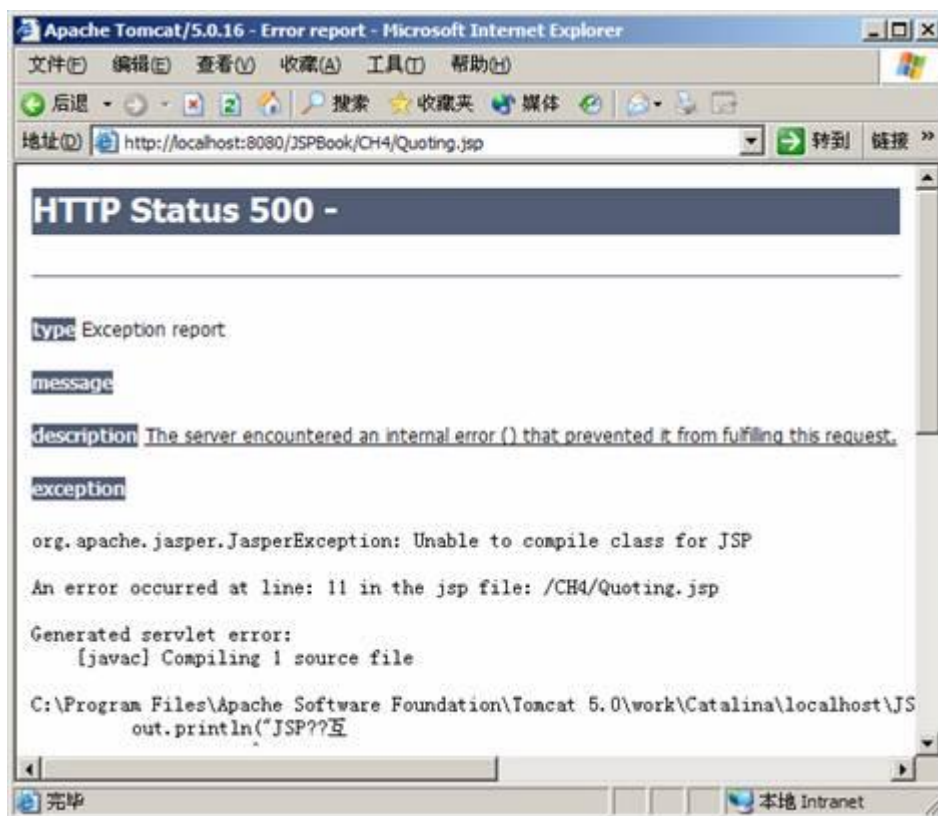 Apache Tomcat/5.0.16 - Error report - Microsoft Internet Explorer
文件(F) 编辑(E) 查看(V) 收藏(A) 工具(T) 帮助(H)
后退 搜索 收藏夹 媒体
地址(D) http://localhost:8080/JSPBook/CH4/Quoting.jsp 转到 链接 »
HTTP Status 500 -
type Exception report
message
description The server encountered an internal error () that prevented it from fulfilling this request.
exception
org.apache.jasper.JasperException: Unable to compile class for JSP
An error occurred at line: 11 in the jsp file: /CH4/Quoting.jsp
Generated servlet error:
[javac] Compiling 1 source file
C:\Program Files\Apache Software Foundation\Tomcat 5.0\work\Catalina\localhost\JS
out.println("JSP??互
完毕 本地 Intranet